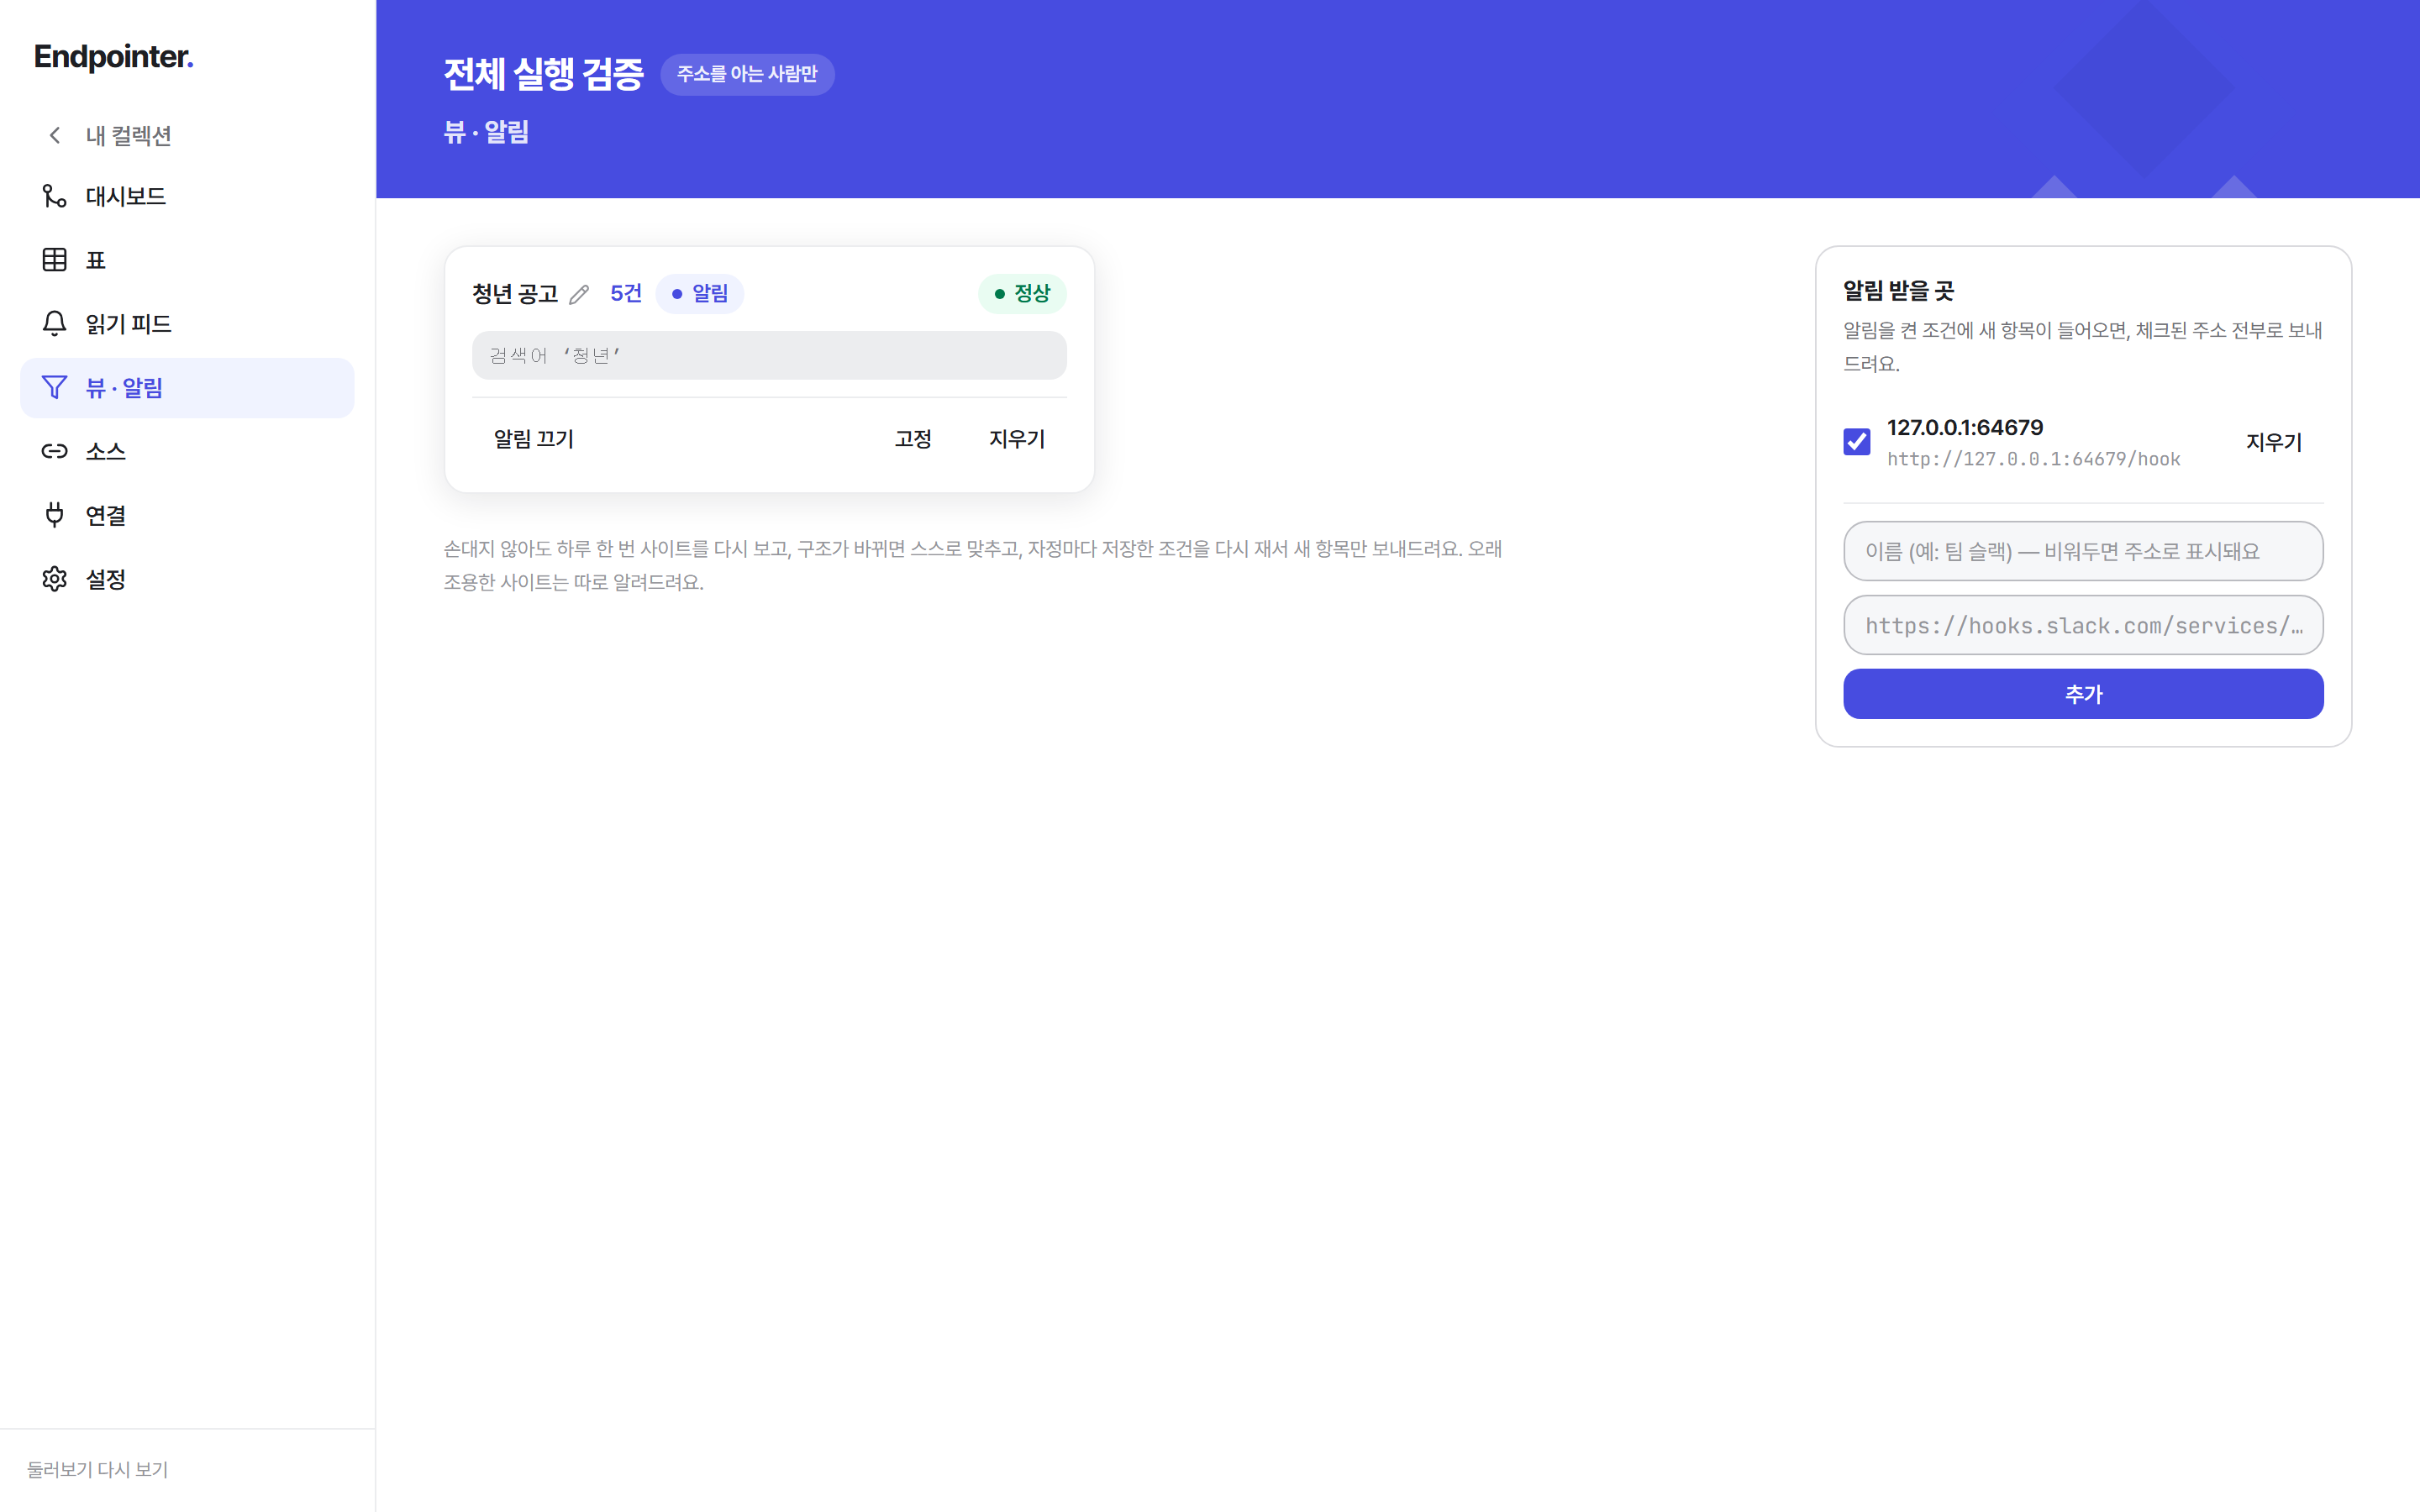 Endpointer.
내 컬렉션
대시보드
표
읽기 피드
뷰 · 알림
소스
연결
설정
둘러보기 다시 보기
전체 실행 검증 주소를 아는 사람만
뷰 · 알림
청년 공고 5건 알림 정상
검색어 ‘청년’
알림 끄기 고정 지우기
손대지 않아도 하루 한 번 사이트를 다시 보고, 구조가 바뀌면 스스로 맞추고, 자정마다 저장한 조건을 다시 재서 새 항목만 보내드려요. 오래
조용한 사이트는 따로 알려드려요.
알림 받을 곳
알림을 켠 조건에 새 항목이 들어오면, 체크된 주소 전부로 보내
드려요.
127.0.0.1:64679
http://127.0.0.1:64679/hook
지우기
이름 (예: 팀 슬랙) — 비워두면 주소로 표시돼요
https://hooks.slack.com/services/…
추가